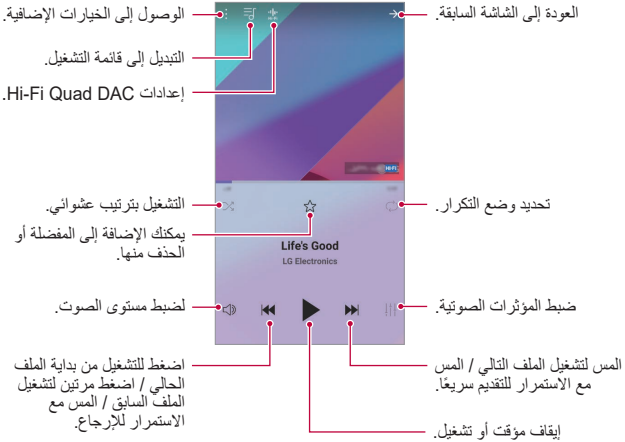 العودة إلى الشاشة السابقة.
الوصول إلى الخيارات الإضافية.
التبديل إلى قائمة التشغيل.
إعدادات Hi-Fi Quad DAC.
HI-FI
تحديد وضع التكرار.
التشغيل بترتيب عشوائي.
يمكنك الإضافة إلى المفضلة أو
الحذف منها.
Life's Good
LG Electronics
ضبط المؤثرات الصوتية.
لضبط مستوى الصوت.
المس لتشغيل الملف التالي / المس
مع الاستمرار للتقديم سريعًا.
اضغط للتشغيل من بداية الملف
الحالي / اضغط مرتين لتشغيل
الملف السابق / المس مع
الاستمرار للإرجاع.
إيقاف مؤقت أو تشغيل.